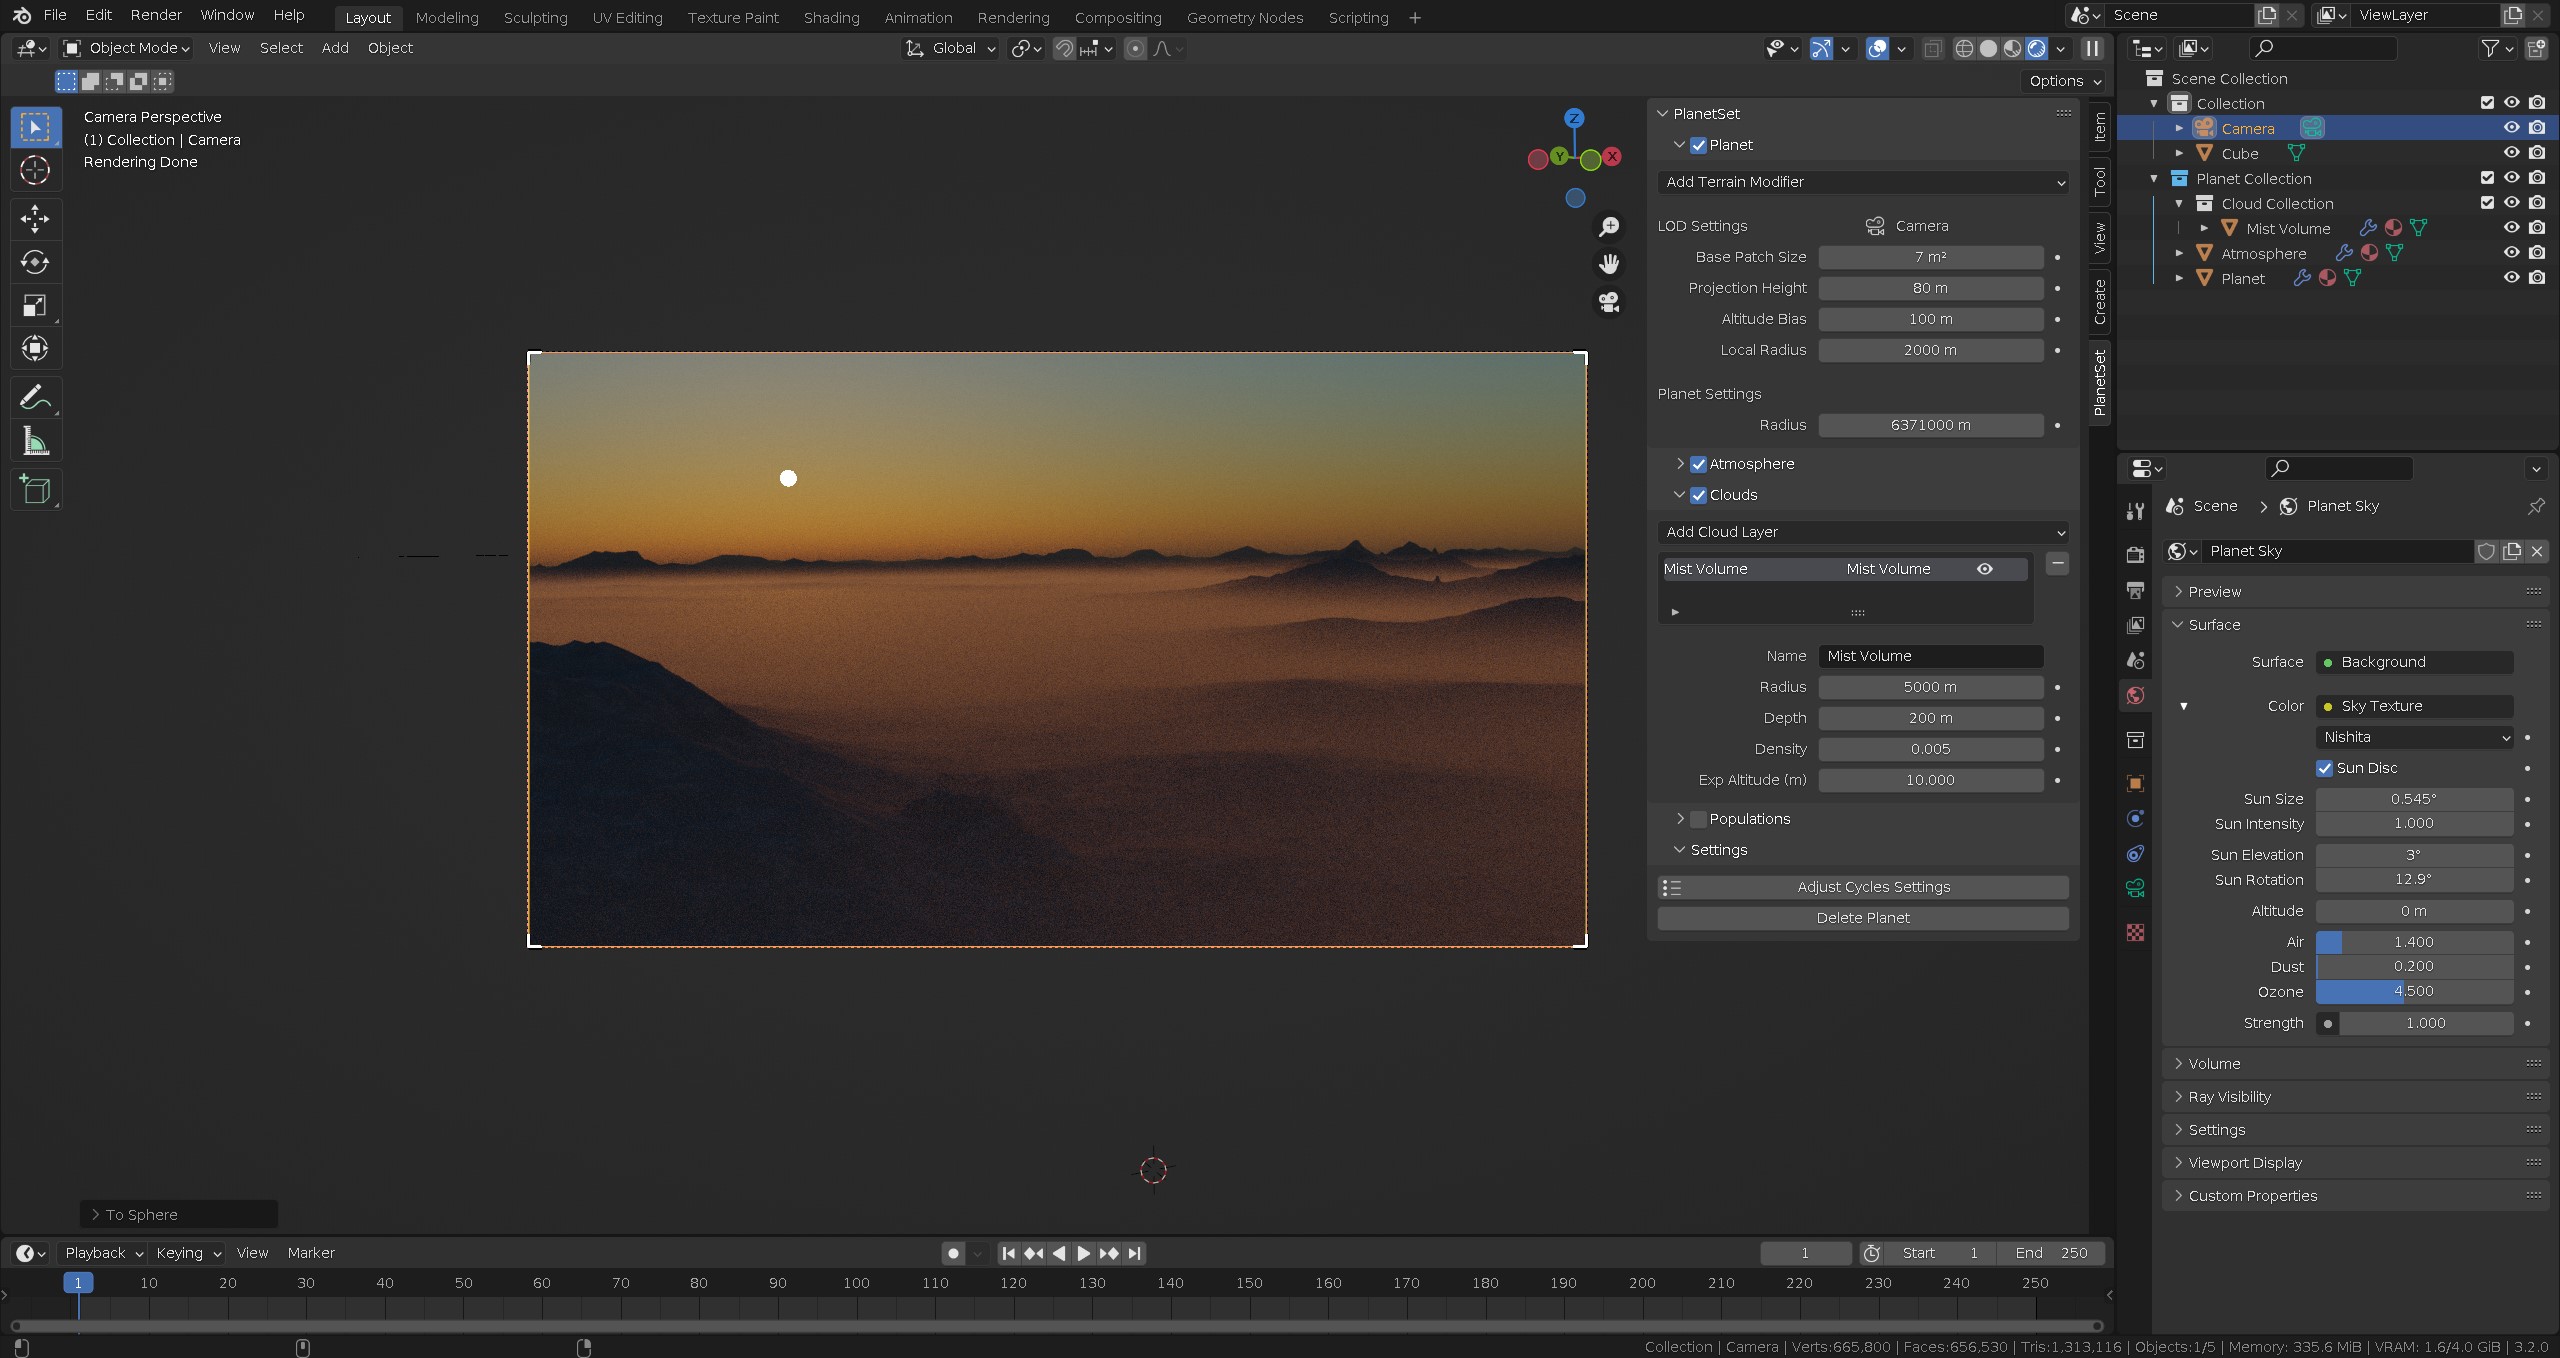 File Edit Render Window Help Layout Modeling Sculpting UV Editing Texture Paint Shading Animation Rendering Compositing Geometry Nodes Scripting + Scene ViewLayer
Object Mode View Select Add Object Global
Options
Camera Perspective
(1) Collection | Camera
Rendering Done
Z
Y
X
PlanetSet
Planet
Add Terrain Modifier
LOD Settings Camera
Base Patch Size 7 m²
Projection Height 80 m
Altitude Bias 100 m
Local Radius 2000 m
Planet Settings
Radius 6371000 m
Atmosphere
Clouds
Add Cloud Layer
Mist Volume Mist Volume
Name Mist Volume
Radius 5000 m
Depth 200 m
Density 0.005
Exp Altitude (m) 10.000
Populations
Settings
Adjust Cycles Settings
Delete Planet
Item
Tool
View
Create
PlanetSet
Scene Collection
Collection
Camera
Cube
Planet Collection
Cloud Collection
Mist Volume
Atmosphere
Planet
Scene > Planet Sky
Planet Sky
Preview
Surface
Surface Background
Color Sky Texture
Nishita
Sun Disc
Sun Size 0.545°
Sun Intensity 1.000
Sun Elevation 3°
Sun Rotation 12.9°
Altitude 0 m
Air 1.400
Dust 0.200
Ozone 4.500
Strength 1.000
Volume
Ray Visibility
Settings
Viewport Display
Custom Properties
To Sphere
Playback Keying View Marker 1 Start 1 End 250
1 10 20 30 40 50 60 70 80 90 100 110 120 130 140 150 160 170 180 190 200 210 220 230 240 250
Collection | Camera | Verts:665,800 | Faces:656,530 | Tris:1,313,116 | Objects:1/5 | Memory: 335.6 MiB | VRAM: 1.6/4.0 GiB | 3.2.0